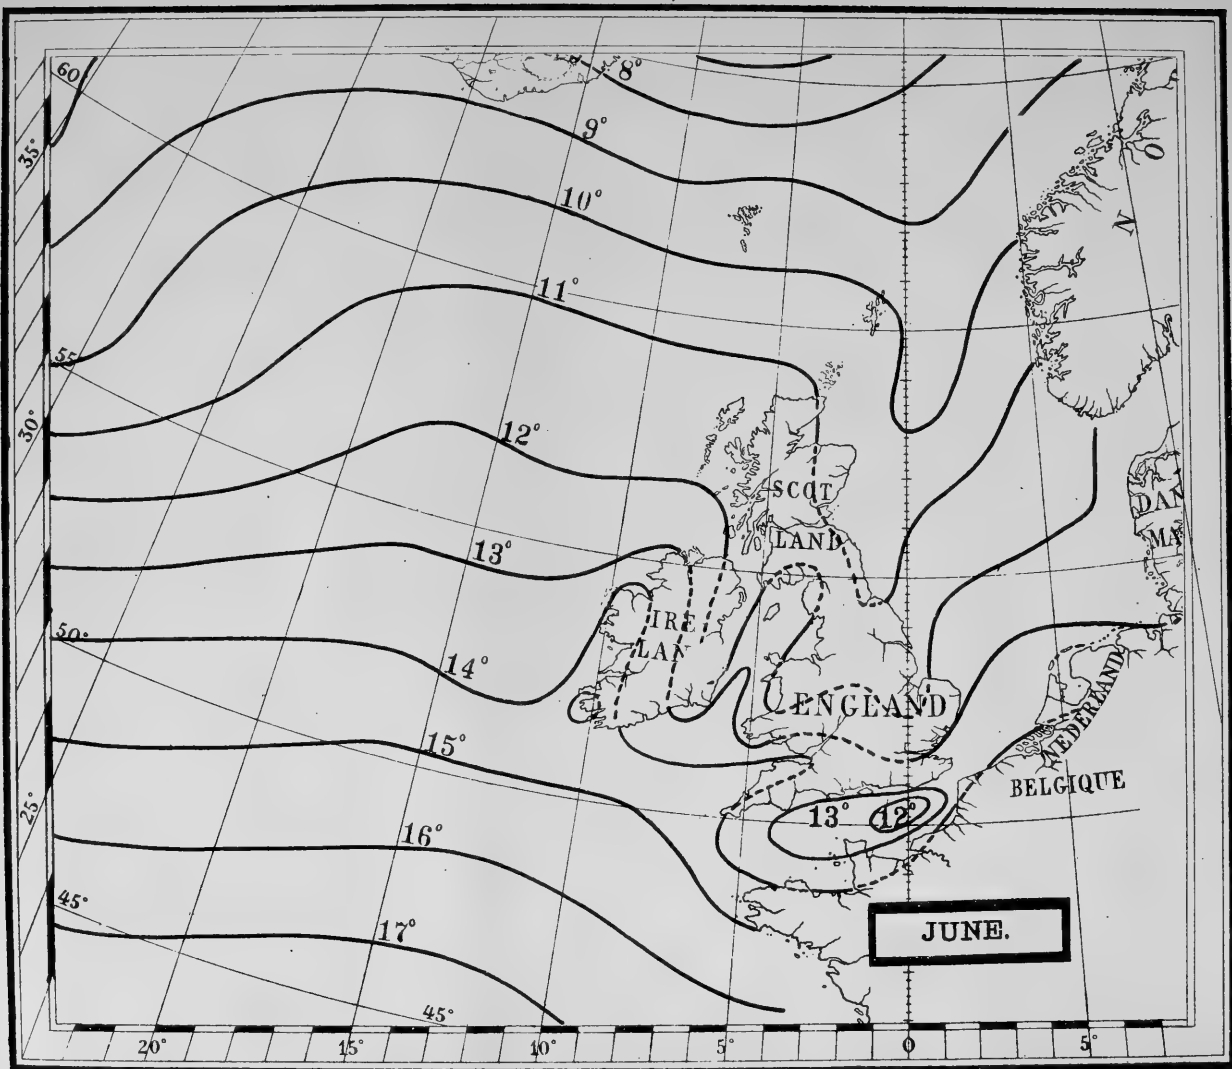 60
8°
35°
9°
O
10°
N
11°
55
30°
12°
SCOT
DAN
LAND
MA
13°
50°
IRE
LAN
14°
ENGLAND
NEDERLAND
15°
BELGIQUE
25°
13° 12°
16°
45°
17°
JUNE.
45°
20° 15° 10° 5° 0 5°